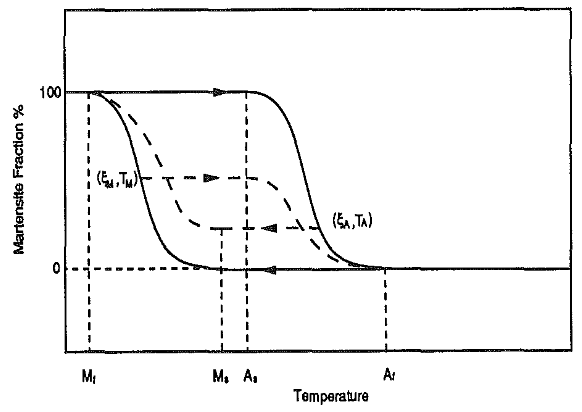 Martensite Fraction %
100
(ξM,TM)
(ξA,TA)
0
Mf Ms As Af
Temperature